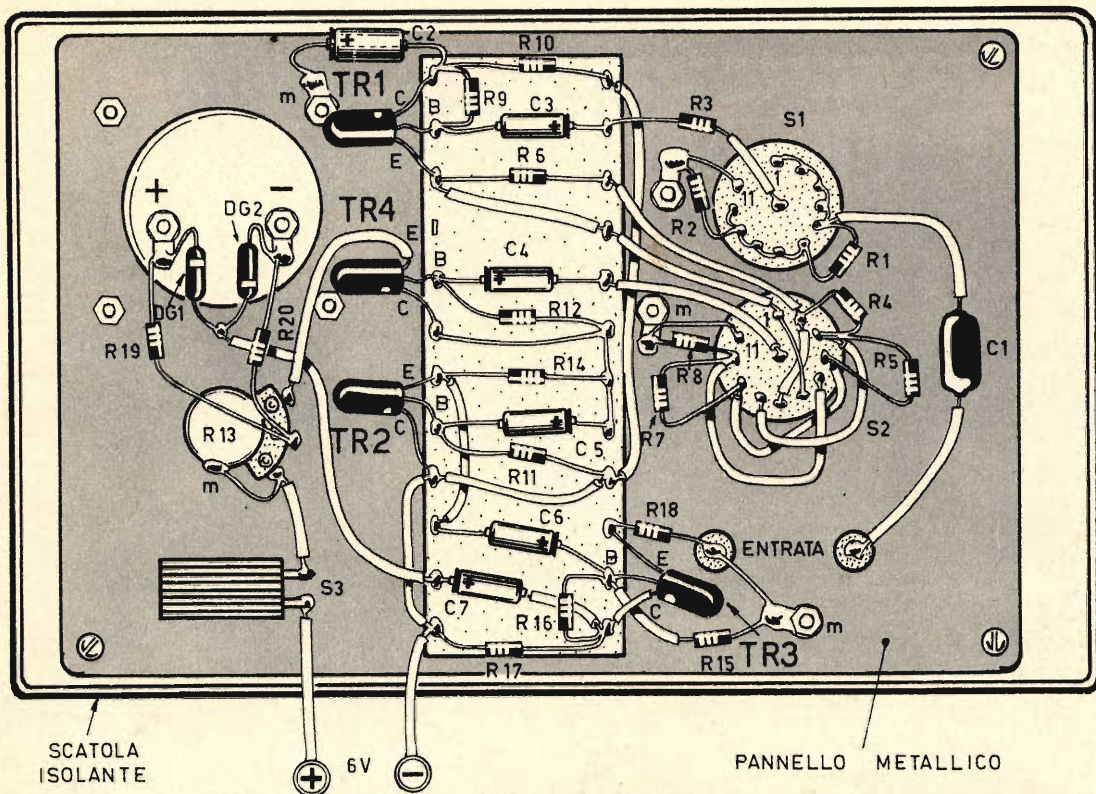 C2
R10
TR1
m
C
B
E
R9
C3
R3
S1
R6
11
1
R2
R1
+
-
DG2
DG1
TR4
E
B
C
C4
R12
m
R4
R5
C1
R19
R20
R14
R8
11
1
R7
S2
TR2
E
B
C
C5
R11
R13
m
C6
R18
ENTRATA
B
E
C
S3
C7
R16
R17
R15
TR3
m
SCATOLA
ISOLANTE
+ 6V -
PANNELLO METALLICO